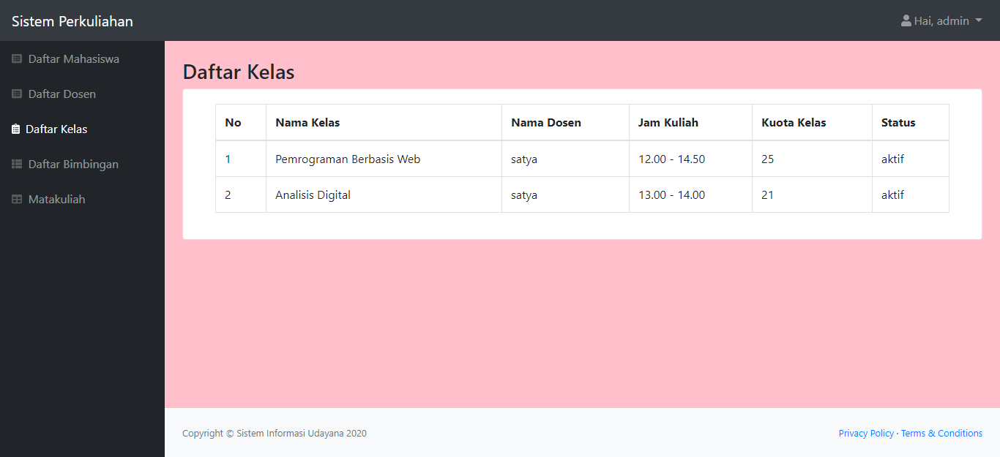 Sistem Perkuliahan
Hai, admin
Daftar Mahasiswa
Daftar Dosen
Daftar Kelas
Daftar Bimbingan
Matakuliah
Daftar Kelas
No Nama Kelas Nama Dosen Jam Kuliah Kuota Kelas Status
1 Pemrograman Berbasis Web satya 12.00 - 14.50 25 aktif
2 Analisis Digital satya 13.00 - 14.00 21 aktif
Copyright © Sistem Informasi Udayana 2020
Privacy Policy · Terms & Conditions